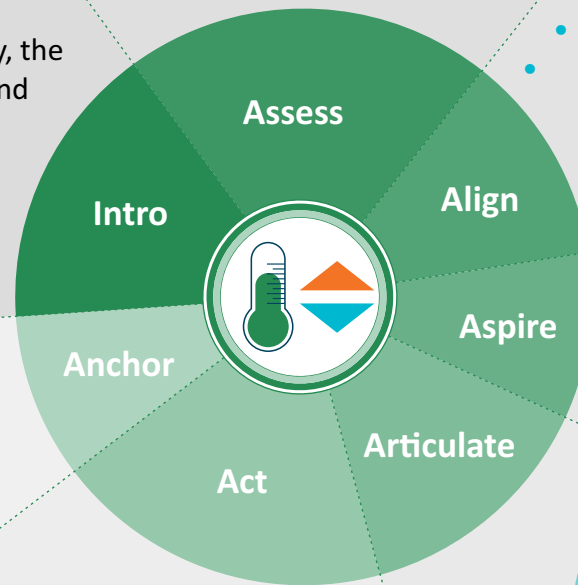 y, the
nd
Assess
Align
Aspire
Articulate
Act
Anchor
Intro